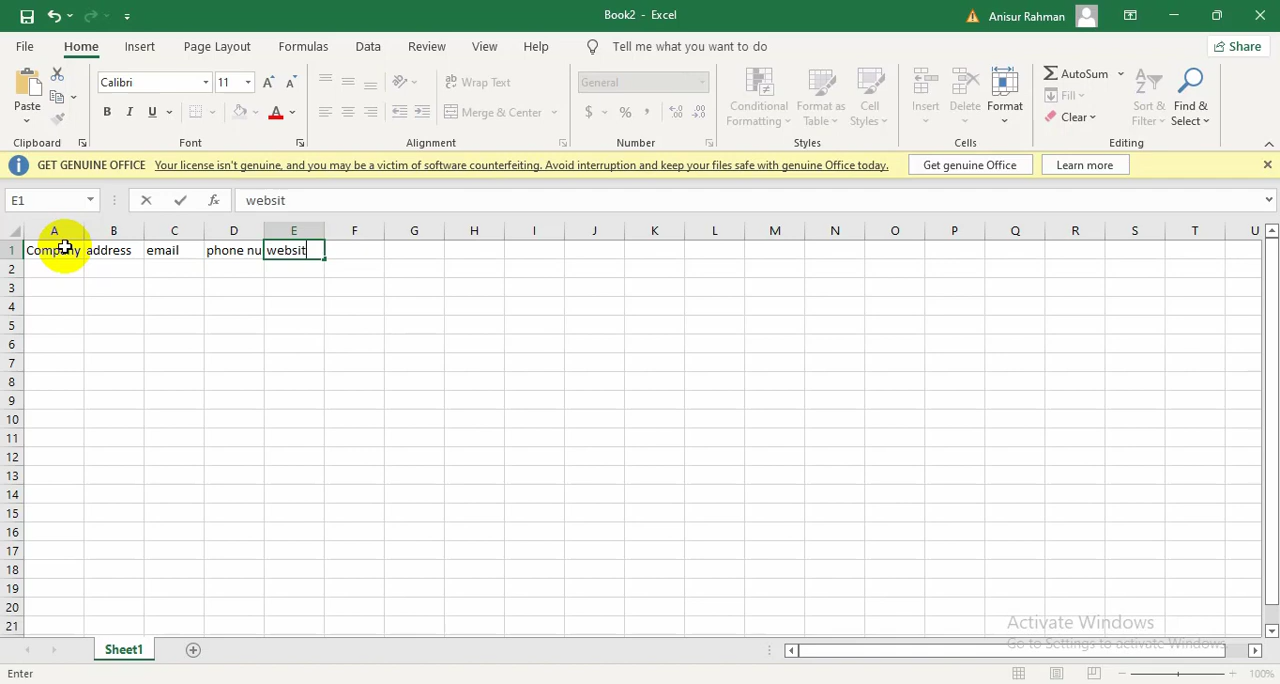 Book2 - Excel
Anisur Rahman
File Home Insert Page Layout Formulas Data Review View Help Tell me what you want to do Share
Paste
Calibri 11
B I U
Wrap Text
Merge & Center
General
$ %
Conditional Formatting
Format as Table
Cell Styles
Insert Delete Format
AutoSum
Fill
Clear
Sort & Filter
Find & Select
Clipboard Font Alignment Number Styles Cells Editing
GET GENUINE OFFICE Your license isn't genuine, and you may be a victim of software counterfeiting. Avoid interruption and keep your files safe with genuine Office today. Get genuine Office Learn more
E1 fx websit
A B C D E F G H I J K L M N O P Q R S T U
1 Company address email phone nu websit
2
3
4
5
6
7
8
9
10
11
12
13
14
15
16
17
18
19
20
21
Activate Windows
Go to Settings to activate Windows.
Sheet1
Enter
100%